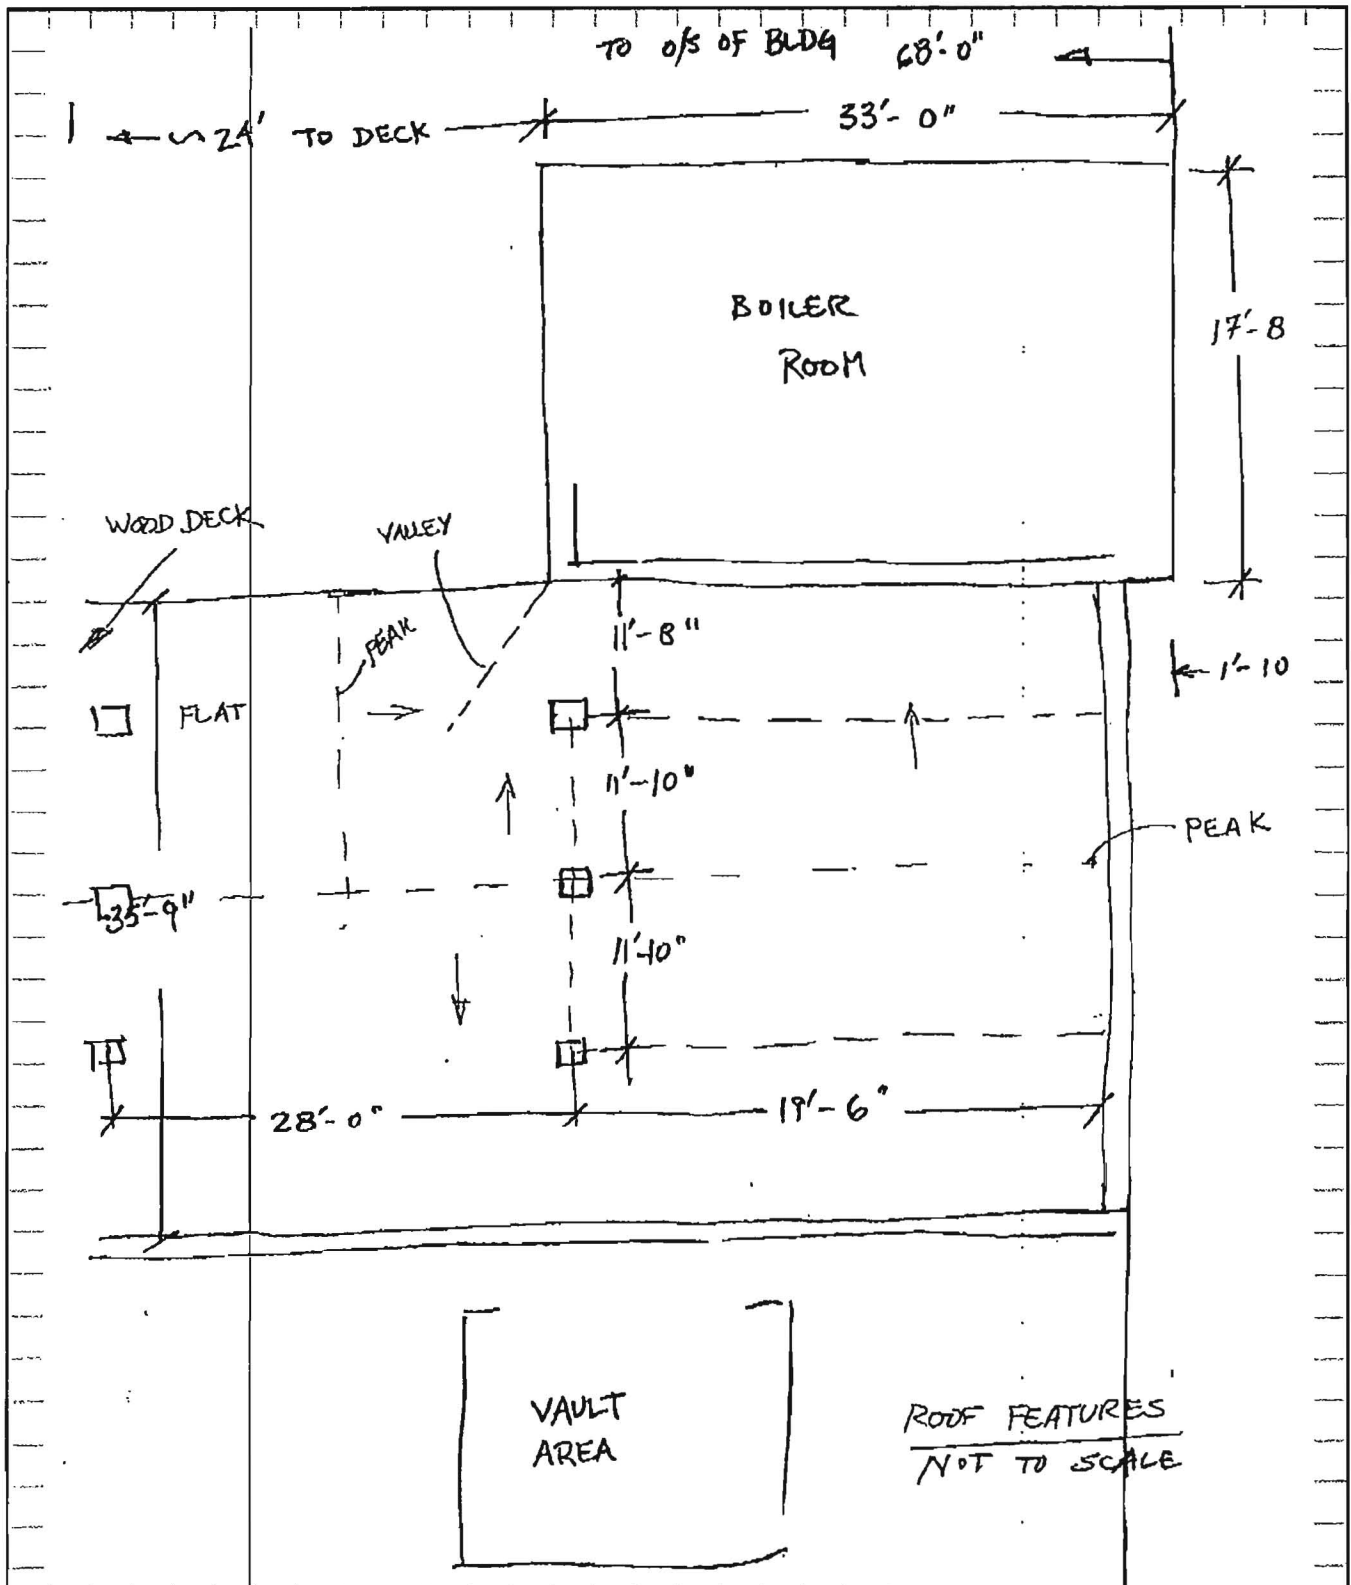 TO O/S OF BLDG 68'-0"
~ 24' TO DECK
33'-0"
BOILER
ROOM
17'-8
WOOD DECK
VALLEY
PEAK
11'-8"
1'-10
FLAT
11'-10"
PEAK
35'-9"
11'-10"
28'-0"
19'-6"
VAULT
AREA
ROOF FEATURES
NOT TO SCALE